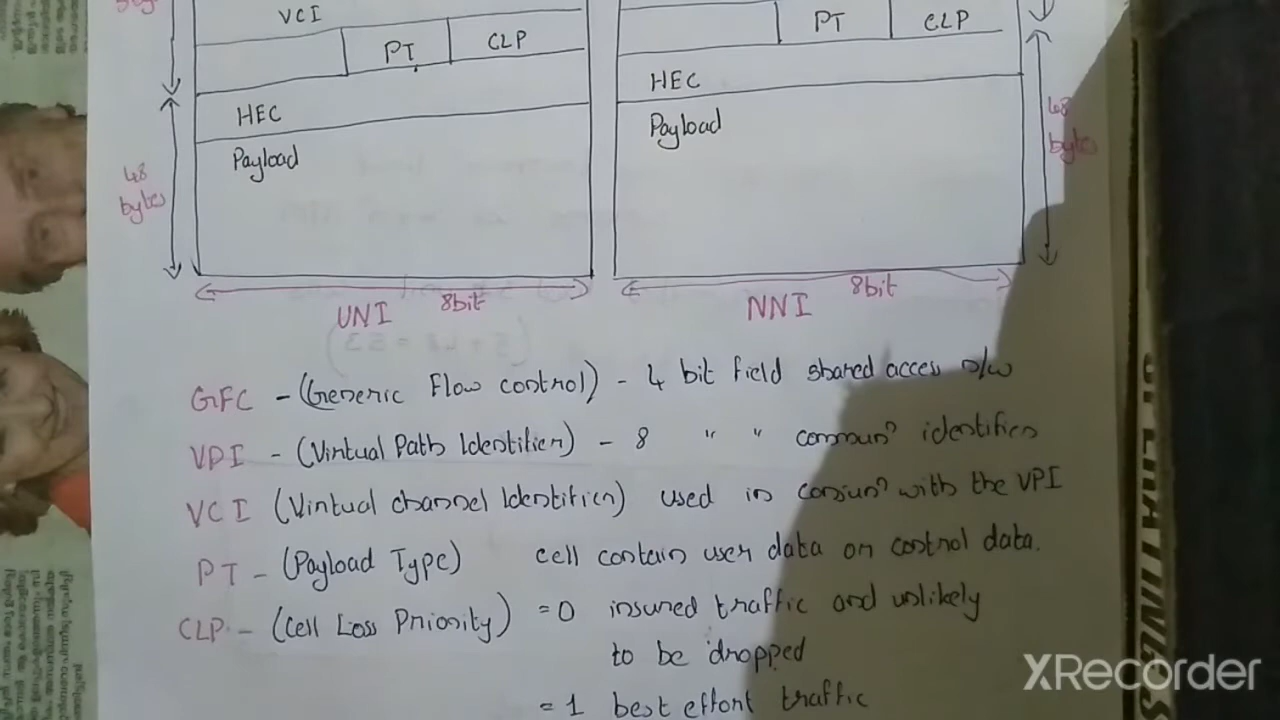 VCI
PT
CLP
PT
CLP
HEC
HEC
Payload
Payload
48
bytes
48
bytes
UNI
8bit
NNI
8bit
GFC - (Generic Flow control) - 4 bit field shared access
VPI - (Virtual Path Identifier) - 8 " " commun? identifier
VCI (Virtual channel Identifier) used in conjun? with the VPI
PT - (Payload Type) cell contain user data or control data.
CLP - (Cell Loss Priority) = 0 insured traffic and unlikely
to be dropped
= 1 best effort traffic
XRecorder